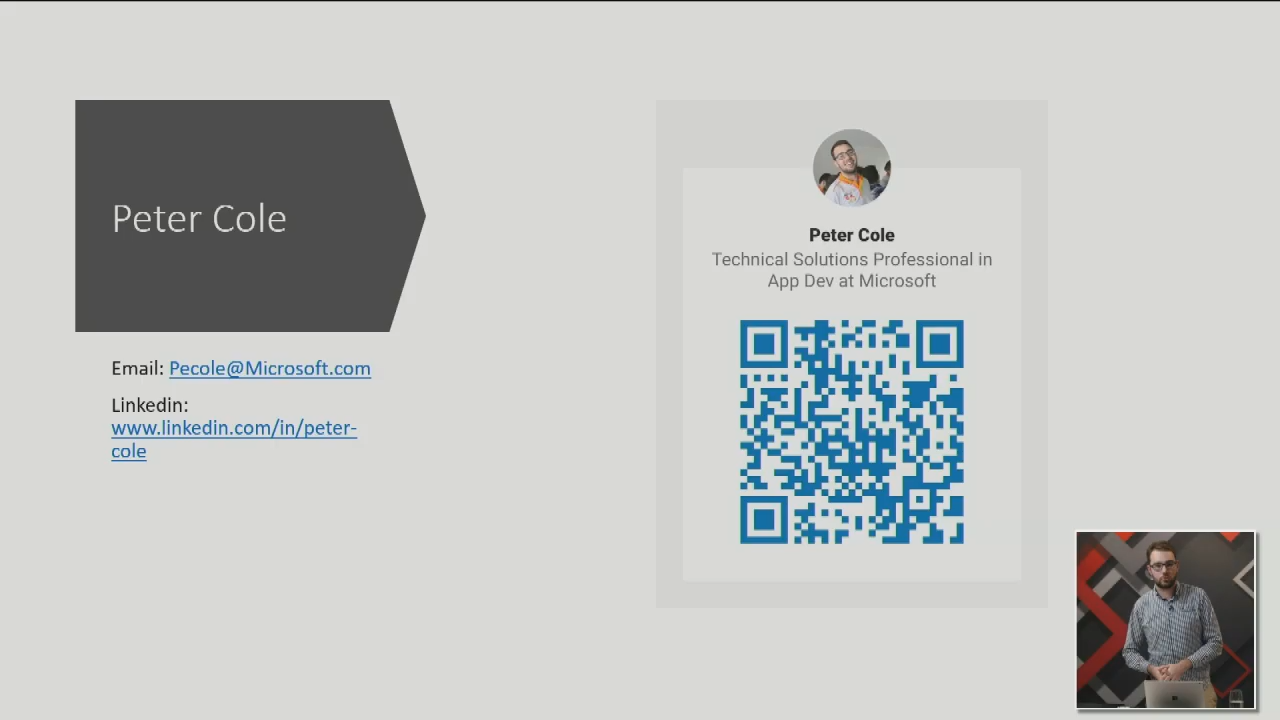 Peter Cole
Email: Pecole@Microsoft.com
Linkedin:
www.linkedin.com/in/peter-
cole
Peter Cole
Technical Solutions Professional in
App Dev at Microsoft